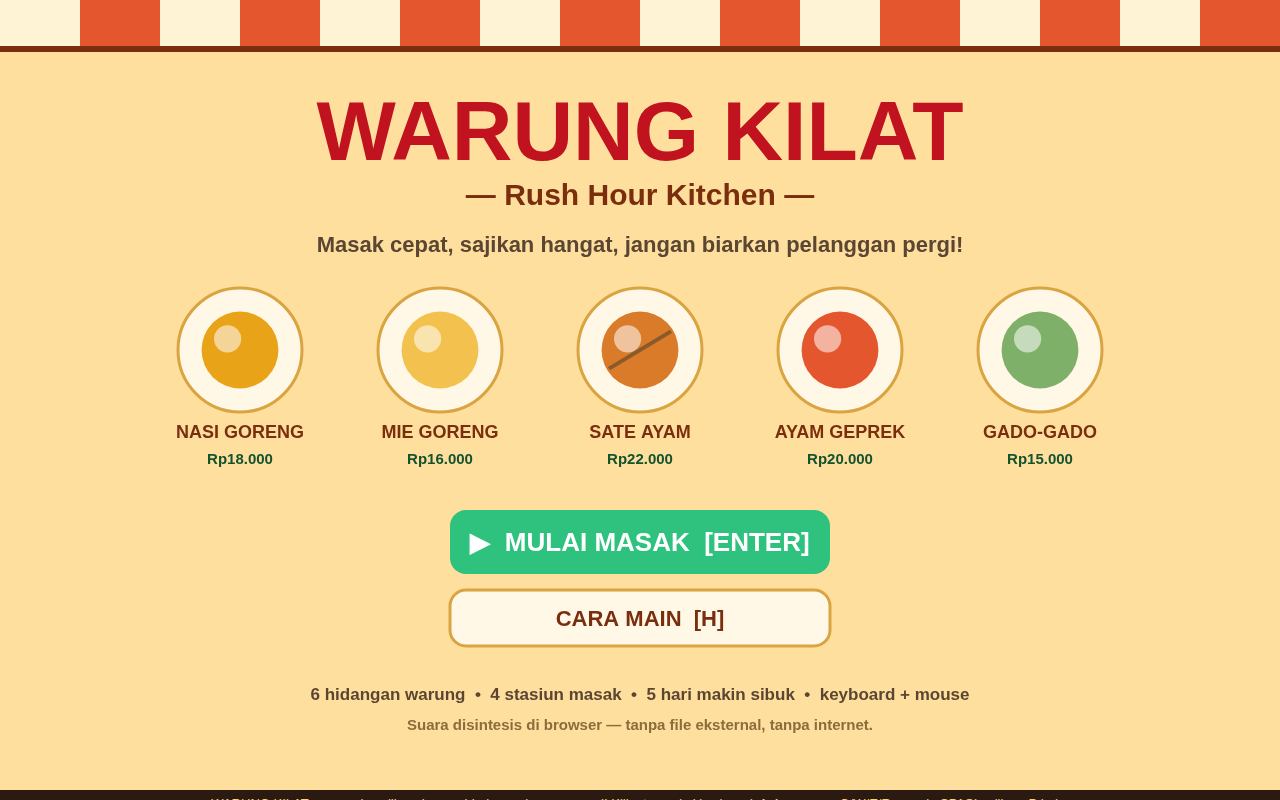 WARUNG KILAT
— Rush Hour Kitchen —
Masak cepat, sajikan hangat, jangan biarkan pelanggan pergi!
NASI GORENG MIE GORENG SATE AYAM AYAM GEPREK GADO-GADO
Rp18.000 Rp16.000 Rp22.000 Rp20.000 Rp15.000
▶ MULAI MASAK [ENTER]
CARA MAIN [H]
6 hidangan warung • 4 stasiun masak • 5 hari makin sibuk • keyboard + mouse
Suara disintesis di browser — tanpa file eksternal, tanpa internet.
WARUNG KILAT